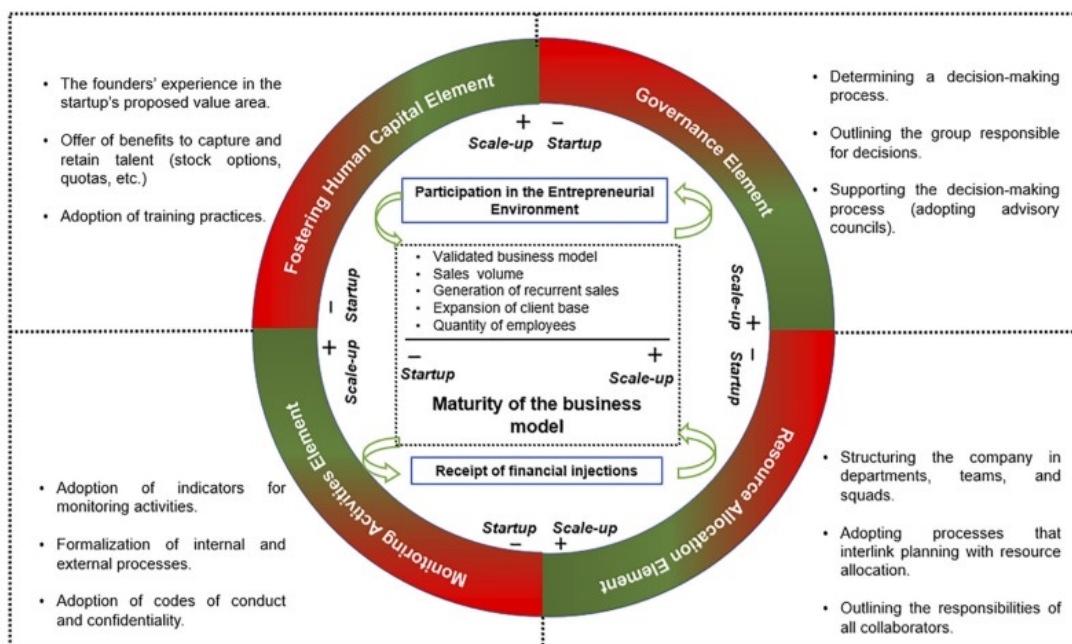 • The founders' experience in the
startup's proposed value area.
• Offer of benefits to capture and
retain talent (stock options,
quotas, etc.)
• Adoption of training practices.
Fostering Human Capital Element
Governance Element
• Determining a decision-making
process.
• Outlining the group responsible
for decisions.
• Supporting the decision-making
process (adopting advisory
councils).
+ −
Scale-up Startup
Participation in the Entrepreneurial
Environment
• Validated business model
• Sales volume
• Generation of recurrent sales
• Expansion of client base
• Quantity of employees
− Startup
+ Scale-up
Scale-up +
− Startup
−
Startup
+
Scale-up
Maturity of the business
model
Receipt of financial injections
Startup Scale-up
− +
Monitoring Activities Element
Resource Allocation Element
• Adoption of indicators for
monitoring activities.
• Formalization of internal and
external processes.
• Adoption of codes of conduct
and confidentiality.
• Structuring the company in
departments, teams, and
squads.
• Adopting processes that
interlink planning with resource
allocation.
• Outlining the responsibilities of
all collaborators.